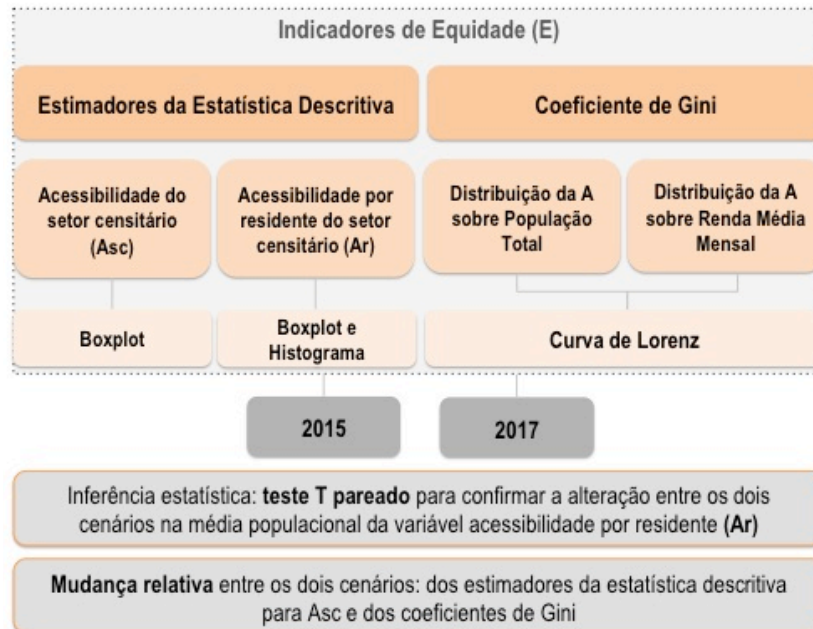 Indicadores de Equidade (E)
Estimadores da Estatística Descritiva
Coeficiente de Gini
Acessibilidade do
setor censitário
(Asc)
Acessibilidade por
residente do setor
censitário (Ar)
Distribuição da A
sobre População
Total
Distribuição da A
sobre Renda Média
Mensal
Boxplot
Boxplot e
Histograma
Curva de Lorenz
2015
2017
Inferência estatística: teste T pareado para confirmar a alteração entre os dois
cenários na média populacional da variável acessibilidade por residente (Ar)
Mudança relativa entre os dois cenários: dos estimadores da estatística descritiva
para Asc e dos coeficientes de Gini